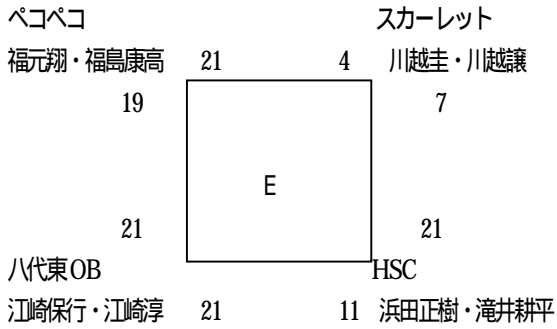 ペコペコ スカーレット
福元翔・福島康高 21 4 川越圭・川越譲
19 7
E
21 21
八代東OB HSC
江崎保行・江崎淳 21 11 浜田正樹・滝井耕平